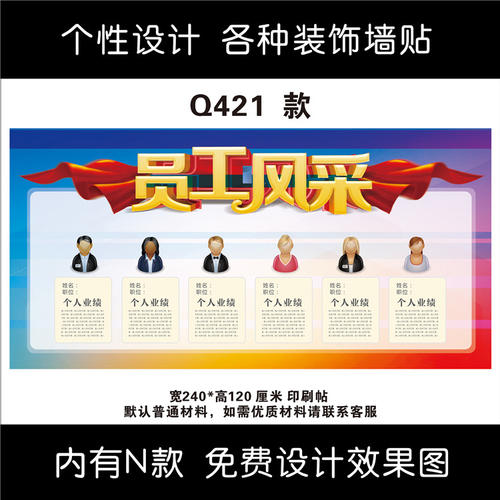 个性设计 各种装饰墙贴
Q421 款
员工风采
姓名：
职位：
个人业绩
姓名：
职位：
个人业绩
姓名：
职位：
个人业绩
姓名：
职位：
个人业绩
姓名：
职位：
个人业绩
姓名：
职位：
个人业绩
宽240*高120 厘米 印刷帖
默认普通材料，如需优质材料请联系客服
内有N款 免费设计效果图